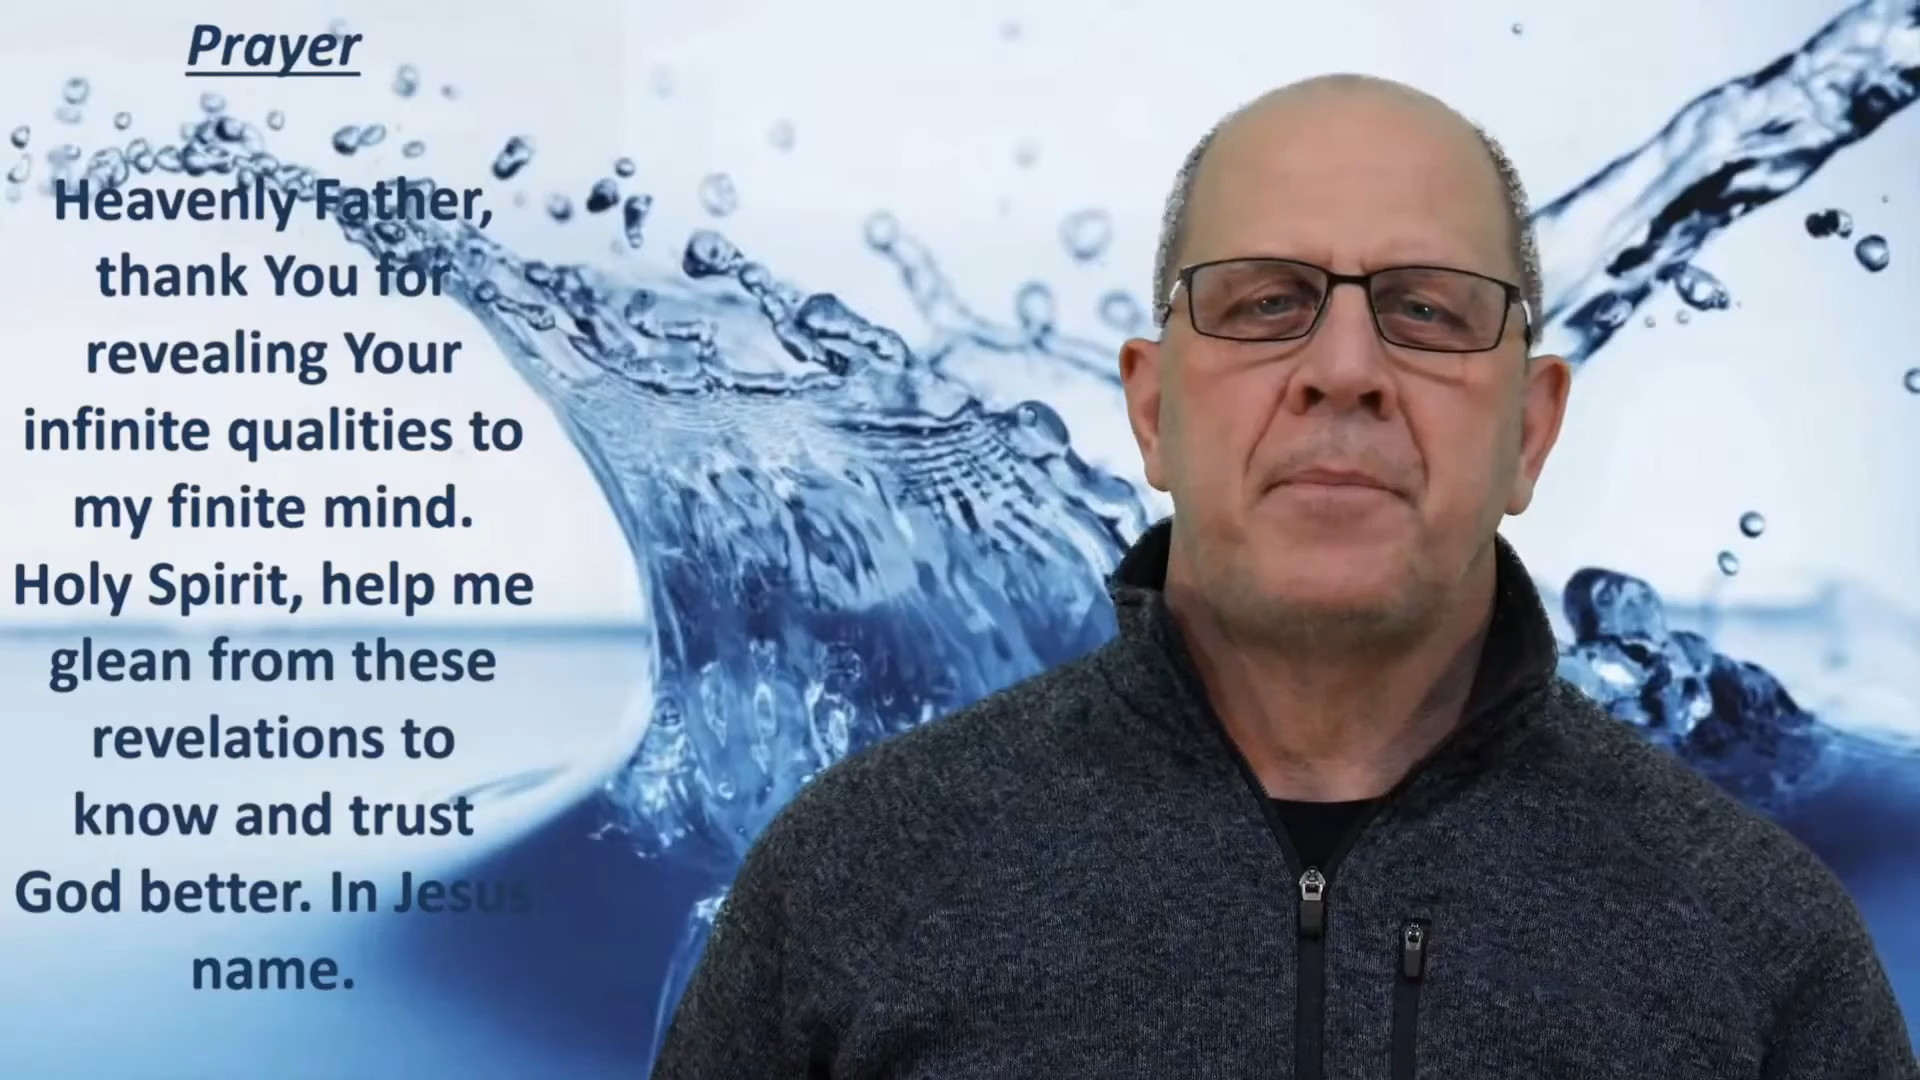 Prayer
Heavenly Father,
thank You for
revealing Your
infinite qualities to
my finite mind.
Holy Spirit, help me
glean from these
revelations to
know and trust
God better. In Jesus
name.